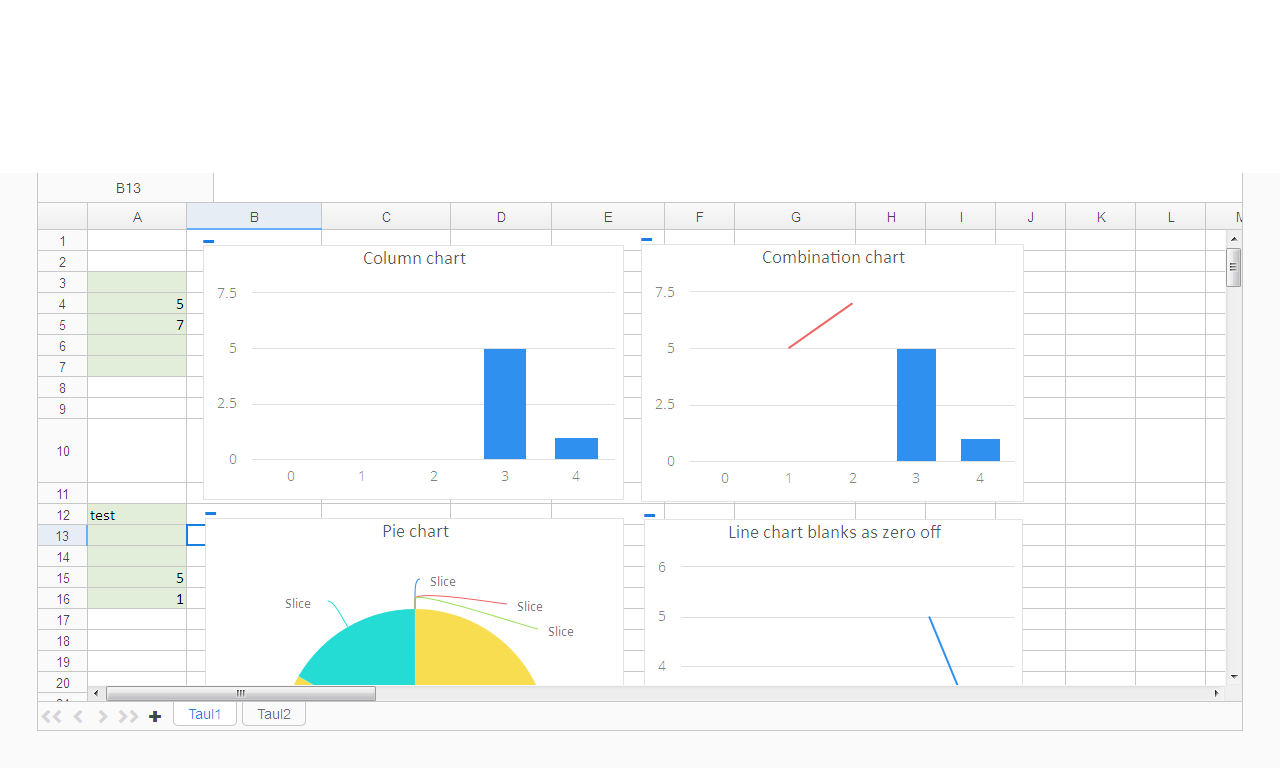 B13
A B C D E F G H I J K L
1
2
3
4 5
5 7
6
7
8
9
10
11
12 test
13
14
15 5
16 1
17
18
19
20
Column chart
7.5
5
2.5
0
0 1 2 3 4
Combination chart
7.5
5
2.5
0
0 1 2 3 4
Pie chart
Slice
Slice
Slice
Slice
Line chart blanks as zero off
6
5
4
Taul1 Taul2